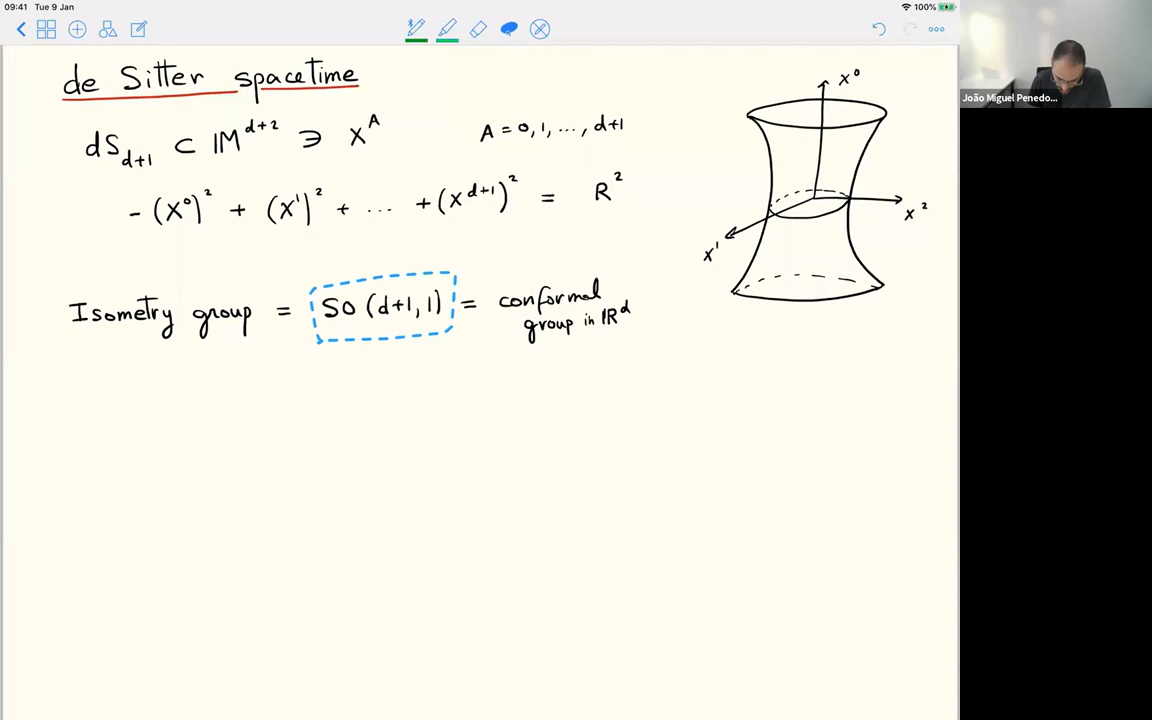 09:41 Tue 9 Jan
100%
de Sitter spacetime
dS_{d+1} ⊂ 𝕄^{d+2} ∋ X^A    A = 0, 1, ..., d+1
-(X^0)^2 + (X^1)^2 + ... + (X^{d+1})^2 = R^2
Isometry group = SO(d+1,1) = conformal
group in ℝ^d
X^0
X^2
X^1
João Miguel Penedo...